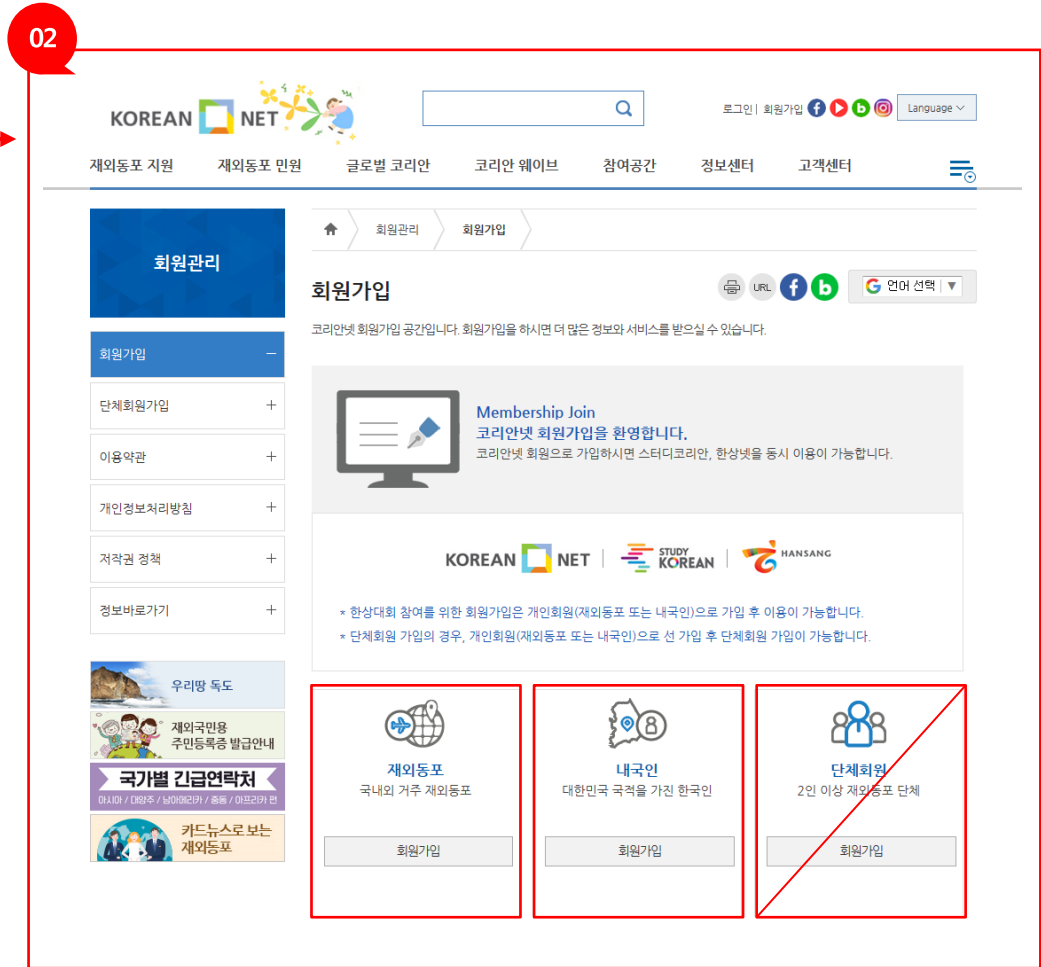 02
KOREAN NET
로그인 | 회원가입 Language
재외동포 지원 재외동포 민원 글로벌 코리안 코리안 웨이브 참여공간 정보센터 고객센터
회원관리
회원가입
단체회원가입
이용약관
개인정보처리방침
저작권 정책
정보바로가기
우리땅 독도
재외국민용
주민등록증 발급안내
국가별 긴급연락처
아시아 / 대양주 / 남아메리카 / 중동 / 아프리카 편
카드뉴스로 보는
재외동포
회원관리 회원가입
회원가입
URL
G 언어 선택 | ▼
코리안넷 회원가입 공간입니다. 회원가입을 하시면 더 많은 정보와 서비스를 받으실 수 있습니다.
Membership Join
코리안넷 회원가입을 환영합니다.
코리안넷 회원으로 가입하시면 스터디코리안, 한상넷을 동시 이용이 가능합니다.
KOREAN NET | STUDY KOREAN | HANSANG
* 한상대회 참여를 위한 회원가입은 개인회원(재외동포 또는 내국인)으로 가입 후 이용이 가능합니다.
* 단체회원 가입의 경우, 개인회원(재외동포 또는 내국인)으로 선 가입 후 단체회원 가입이 가능합니다.
재외동포
국내외 거주 재외동포
회원가입
내국인
대한민국 국적을 가진 한국인
회원가입
단체회원
2인 이상 재외동포 단체
회원가입